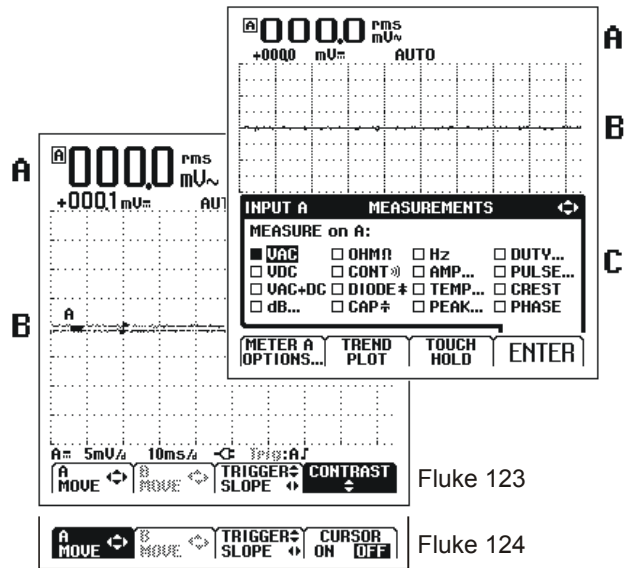 A 000.0 rms mV~
+000.0 mV⎓ AUTO
A
B
INPUT A MEASUREMENTS
MEASURE on A:
■ VAC □ OHM Ω □ Hz □ DUTY...
□ VDC □ CONT □ AMP... □ PULSE...
□ VAC+DC □ DIODE □ TEMP... □ CREST
□ dB... □ CAP □ PEAK... □ PHASE
C
METER A OPTIONS... TREND PLOT TOUCH HOLD ENTER
A
A 000.0 rms mV~
+000.1 mV⎓ AU
B
A
A⎓ 5mV/d 10ms/d Trig:A
A MOVE B MOVE TRIGGER SLOPE CONTRAST
Fluke 123
A MOVE B MOVE TRIGGER SLOPE CURSOR ON OFF
Fluke 124